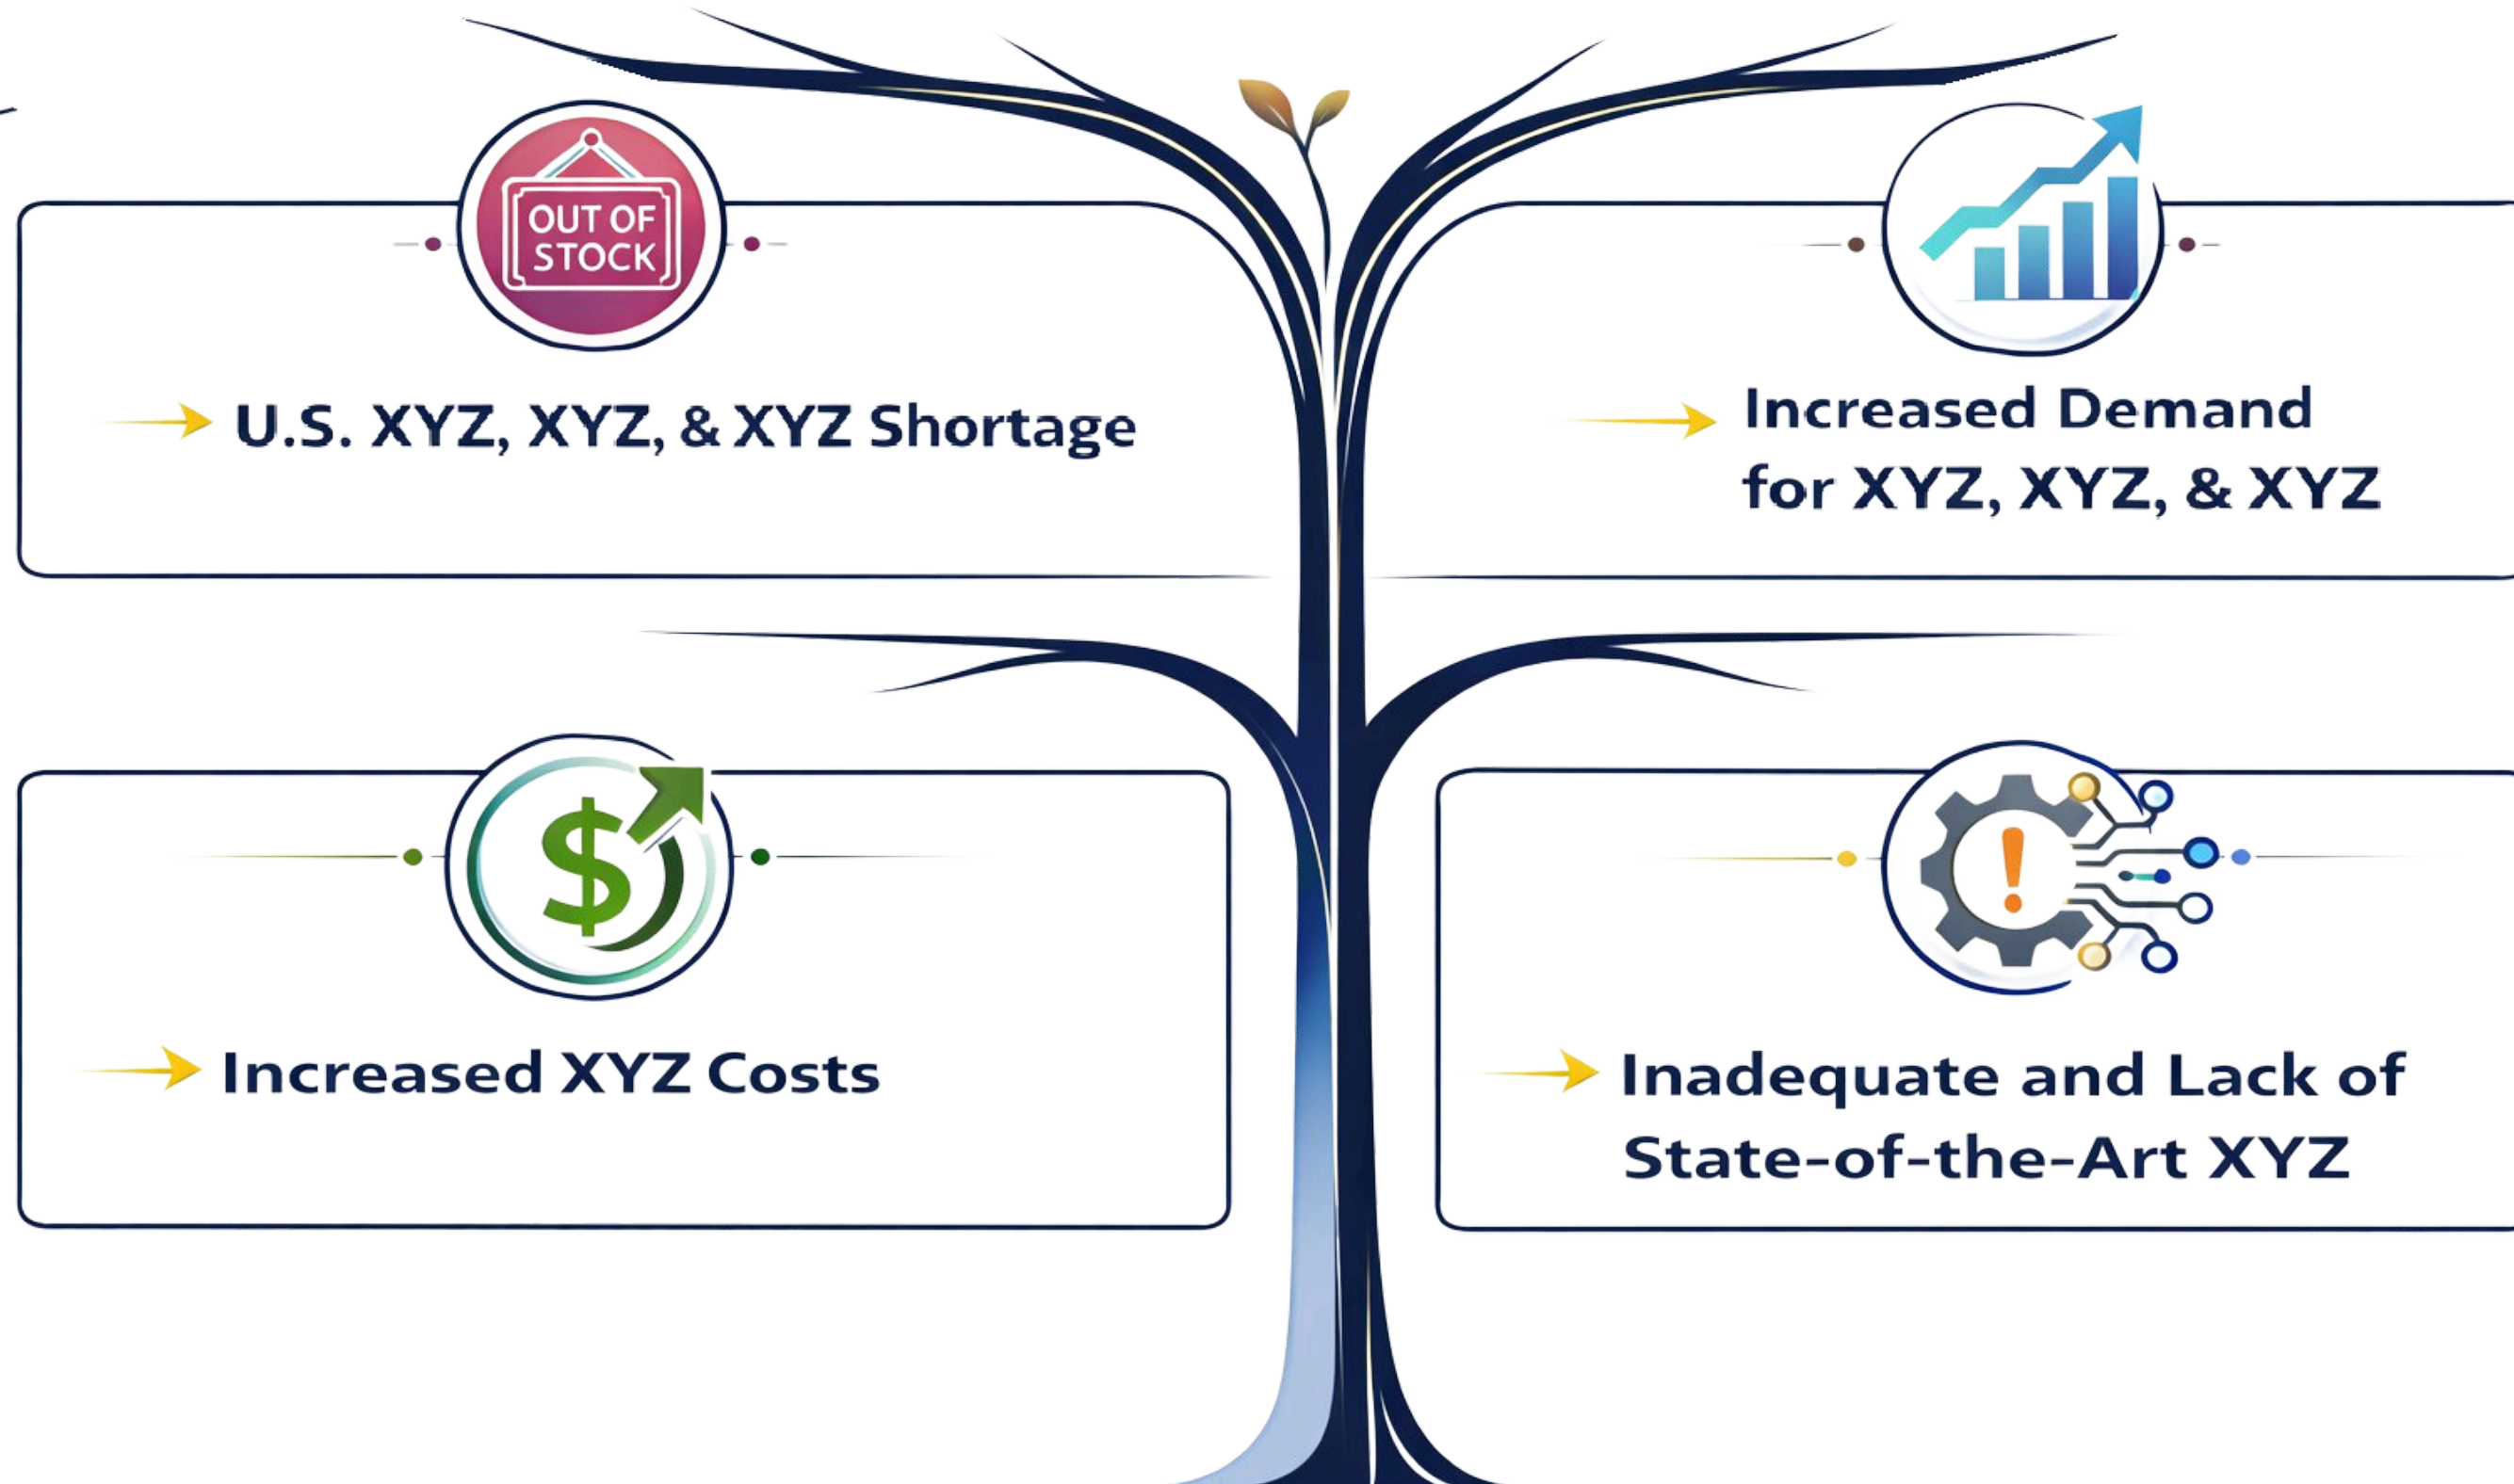 OUT OF
STOCK
U.S. XYZ, XYZ, & XYZ Shortage
Increased Demand
for XYZ, XYZ, & XYZ
$
Increased XYZ Costs
!
Inadequate and Lack of
State-of-the-Art XYZ